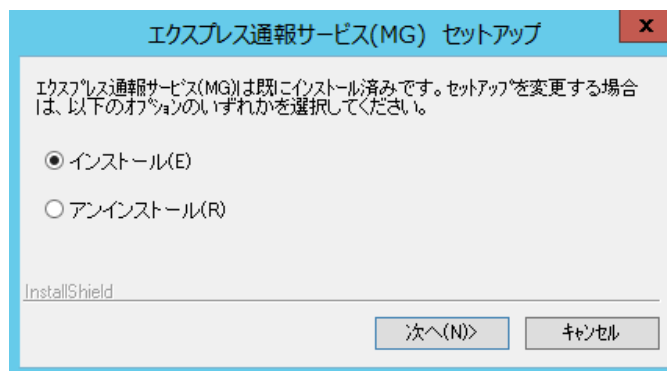 エクスプレス通報サービス(MG) セットアップ
x
ｴｸｽﾌﾟﾚｽ通報ｻｰﾋﾞｽ(MG)は既にｲﾝｽﾄｰﾙ済みです。ｾｯﾄｱｯﾌﾟを変更する場合
は、以下のｵﾌﾟｼｮﾝのいずれかを選択してください。
インストール(E)
アンインストール(R)
InstallShield
次へ(N)>
ｷｬﾝｾﾙ